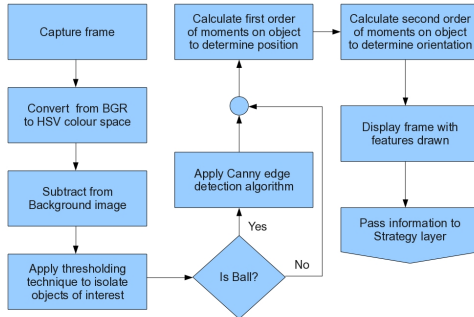 Capture frame
Convert from BGR
to HSV colour space
Subtract from
Background image
Apply thresholding
technique to isolate
objects of interest
Is Ball?
Yes
No
Apply Canny edge
detection algorithm
Calculate first order
of moments on object
to determine position
Calculate second order
of moments on object
to determine orientation
Display frame with
features drawn
Pass information to
Strategy layer